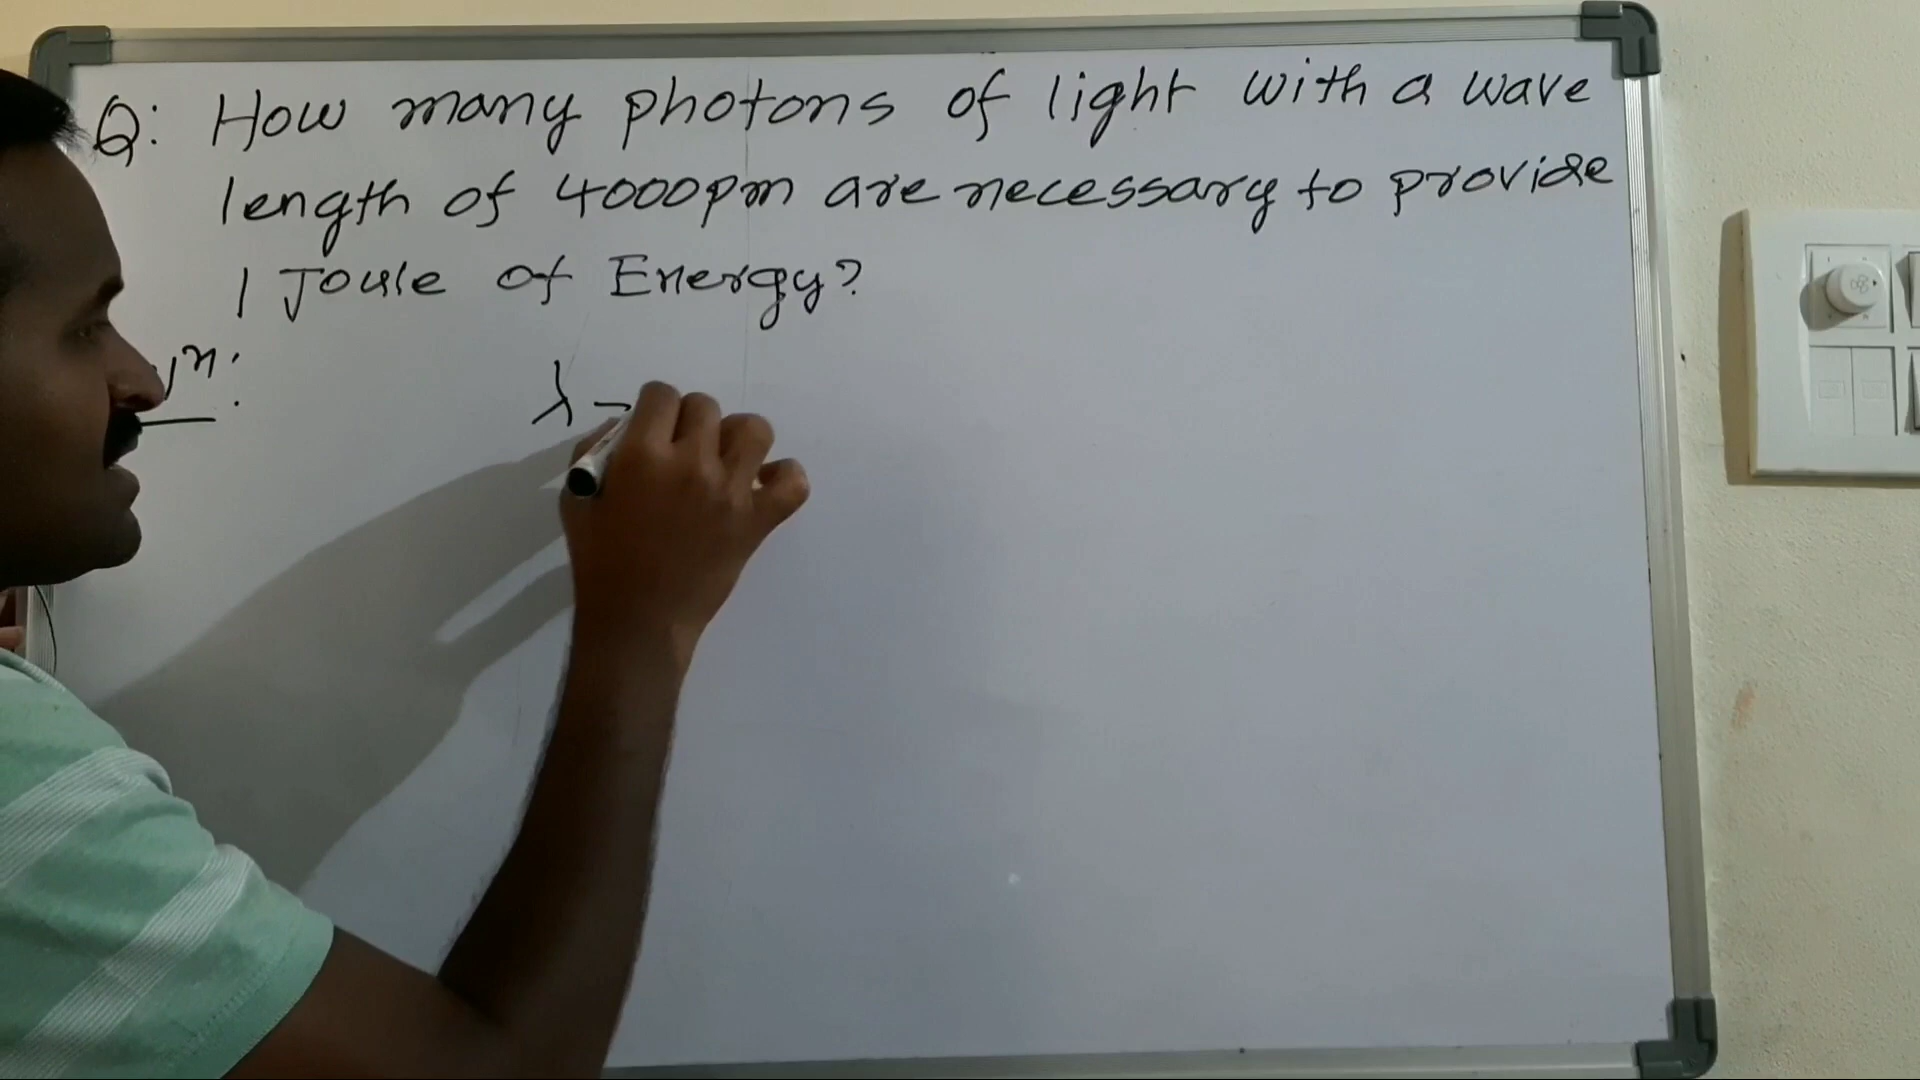 Q: How many photons of light with a wave
length of 4000pm are necessary to provide
1 Joule of Energy?
λ =